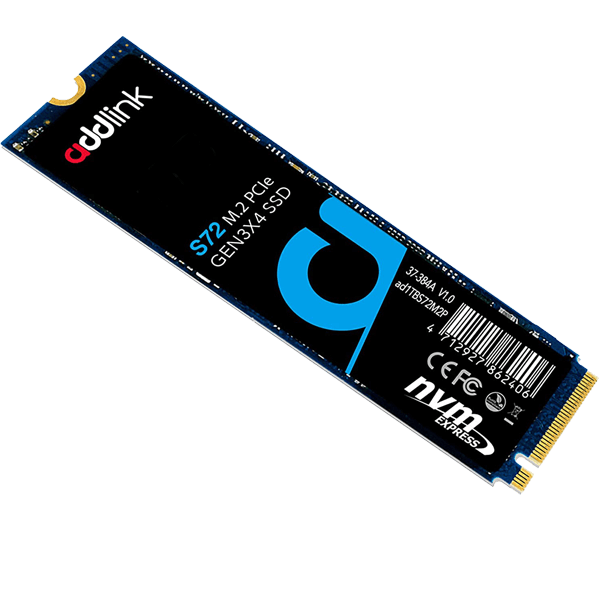 addlink
S72 M.2 PCIe
GEN3X4 SSD
37-384A V1.0
ad1TBS72M2P
4 712927 862406
CE FC
nvm
EXPRESS